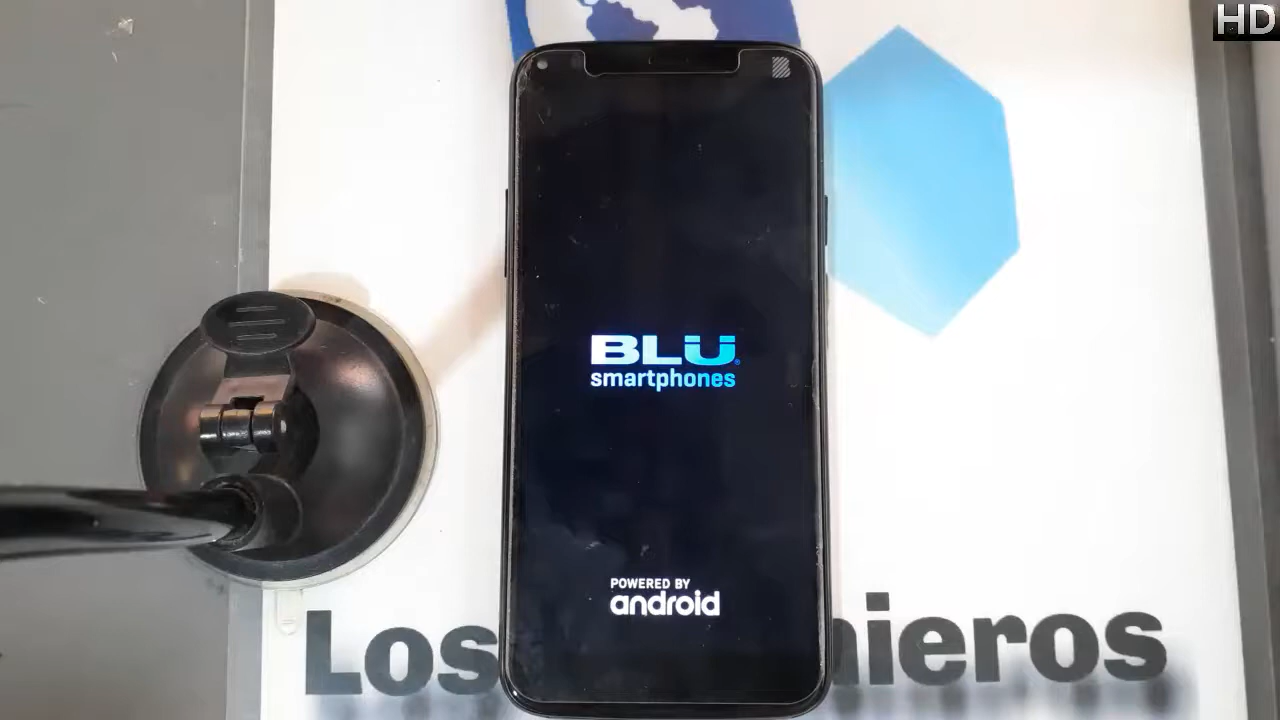 HD
BLU
smartphones
POWERED BY
android
Los nieros